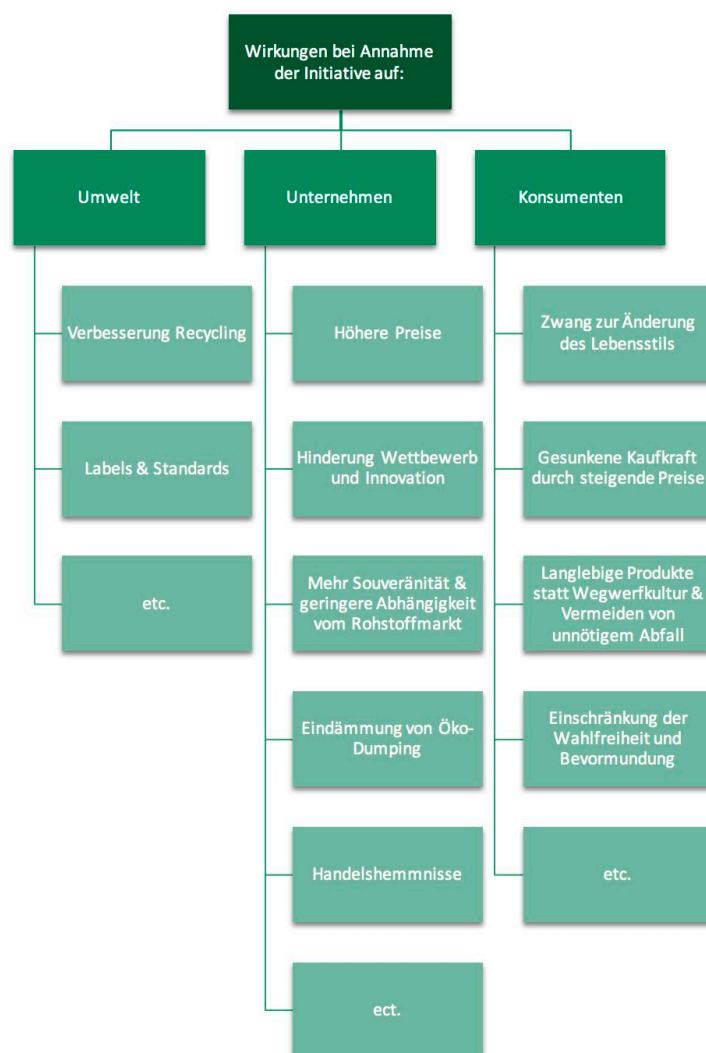 Wirkungen bei Annahme
der Initiative auf:
Umwelt
Unternehmen
Konsumenten
Verbesserung Recycling
Labels & Standards
etc.
Höhere Preise
Hinderung Wettbewerb
und Innovation
Mehr Souveränität &
geringere Abhängigkeit
vom Rohstoffmarkt
Eindämmung von Öko-
Dumping
Handelshemmnisse
ect.
Zwang zur Änderung
des Lebensstils
Gesunkene Kaufkraft
durch steigende Preise
Langlebige Produkte
statt Wegwerfkultur &
Vermeiden von
unnötigem Abfall
Einschränkung der
Wahlfreiheit und
Bevormundung
etc.